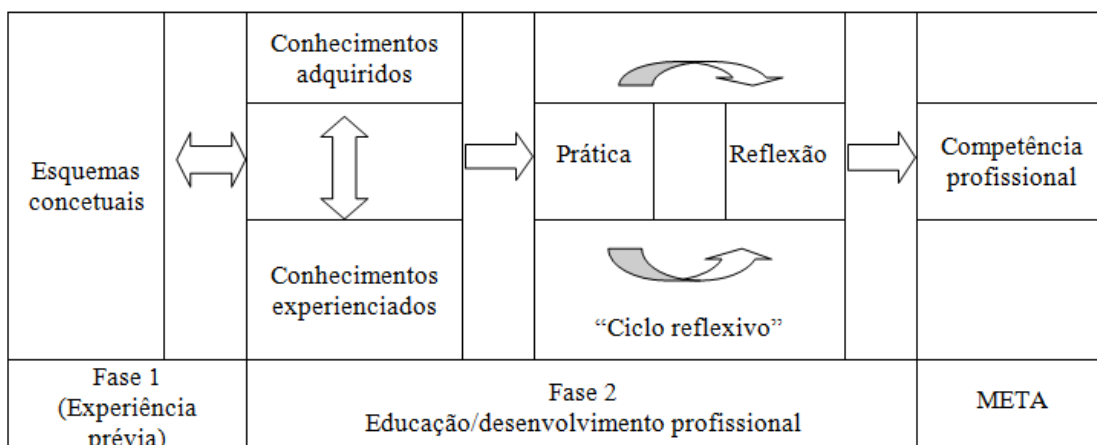 Conhecimentos
adquiridos
Esquemas
concetuais
Prática
Reflexão
Competência
profissional
Conhecimentos
experienciados
“Ciclo reflexivo”
Fase 1
(Experiência
prévia)
Fase 2
Educação/desenvolvimento profissional
META